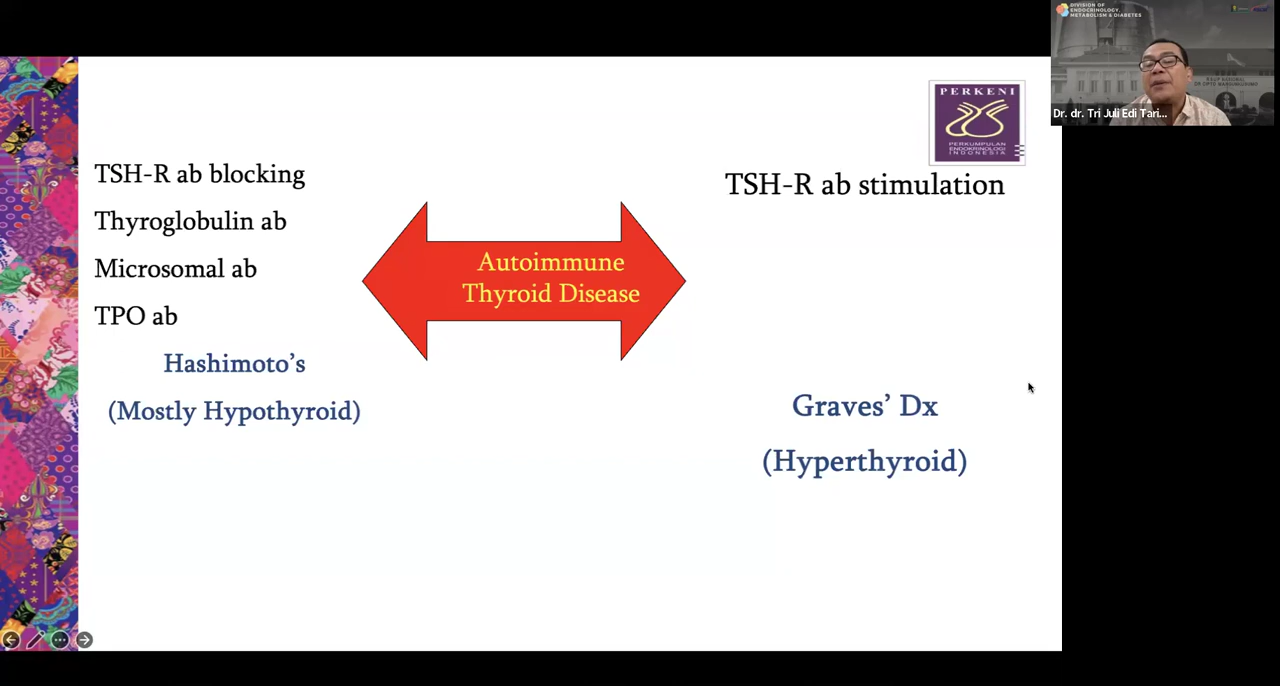 DIVISION OF
ENDOCRINOLOGY,
METABOLISM & DIABETES
Dr. dr. Tri Juli Edi Tari...
PERKENI
PERKUMPULAN
ENDOKRINOLOGI
INDONESIA
TSH-R ab blocking
Thyroglobulin ab
Microsomal ab
TPO ab
Hashimoto’s
(Mostly Hypothyroid)
Autoimmune
Thyroid Disease
TSH-R ab stimulation
Graves’ Dx
(Hyperthyroid)